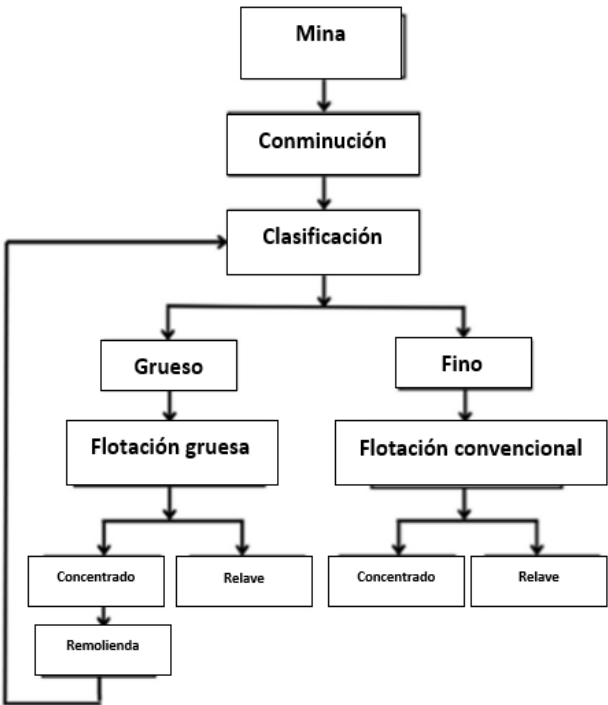 Mina
Conminución
Clasificación
Grueso
Fino
Flotación gruesa
Flotación convencional
Concentrado
Relave
Concentrado
Relave
Remolienda